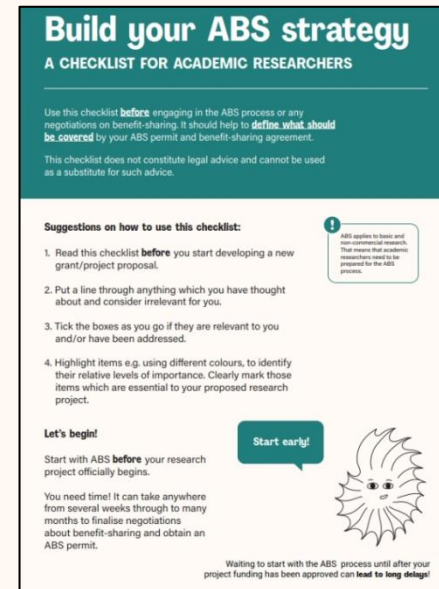 Build your ABS strategy
A CHECKLIST FOR ACADEMIC RESEARCHERS
Use this checklist before engaging in the ABS process or any
negotiations on benefit-sharing. It should help to define what should
be covered by your ABS permit and benefit-sharing agreement.
This checklist does not constitute legal advice and cannot be used
as a substitute for such advice.
Suggestions on how to use this checklist:
1. Read this checklist before you start developing a new
grant/project proposal.
2. Put a line through anything which you have thought
about and consider irrelevant for you.
3. Tick the boxes as you go if they are relevant to you
and/or have been addressed.
4. Highlight items e.g. using different colours, to identify
their relative levels of importance. Clearly mark those
items which are essential to your proposed research
project.
!
ABS applies to basic and
non-commercial research.
That means that academic
researchers need to be
prepared for the ABS
process.
Let's begin!
Start with ABS before your research
project officially begins.
You need time! It can take anywhere
from several weeks through to many
months to finalise negotiations
about benefit-sharing and obtain an
ABS permit.
Start early!
Waiting to start with the ABS process until after your
project funding has been approved can lead to long delays!